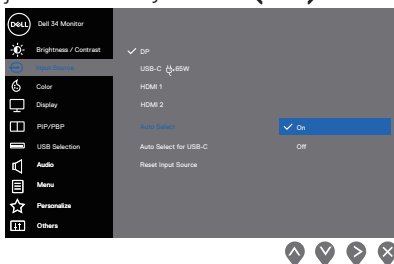 DELL
Dell 34 Monitor
Brightness / Contrast
Input Source
Color
Display
PIP/PBP
USB Selection
Audio
Menu
Personalize
Others
DP
USB-C 65W
HDMI 1
HDMI 2
Auto Select
Auto Select for USB-C
Reset Input Source
On
Off